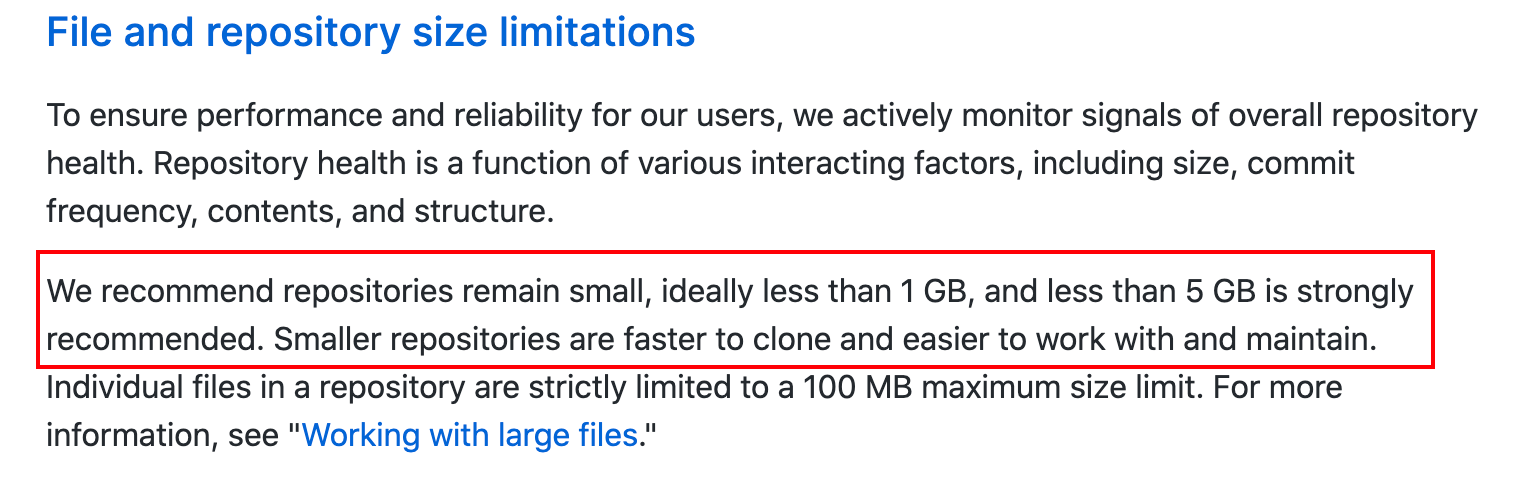 File and repository size limitations
To ensure performance and reliability for our users, we actively monitor signals of overall repository
health. Repository health is a function of various interacting factors, including size, commit
frequency, contents, and structure.
We recommend repositories remain small, ideally less than 1 GB, and less than 5 GB is strongly
recommended. Smaller repositories are faster to clone and easier to work with and maintain.
Individual files in a repository are strictly limited to a 100 MB maximum size limit. For more
information, see "Working with large files."